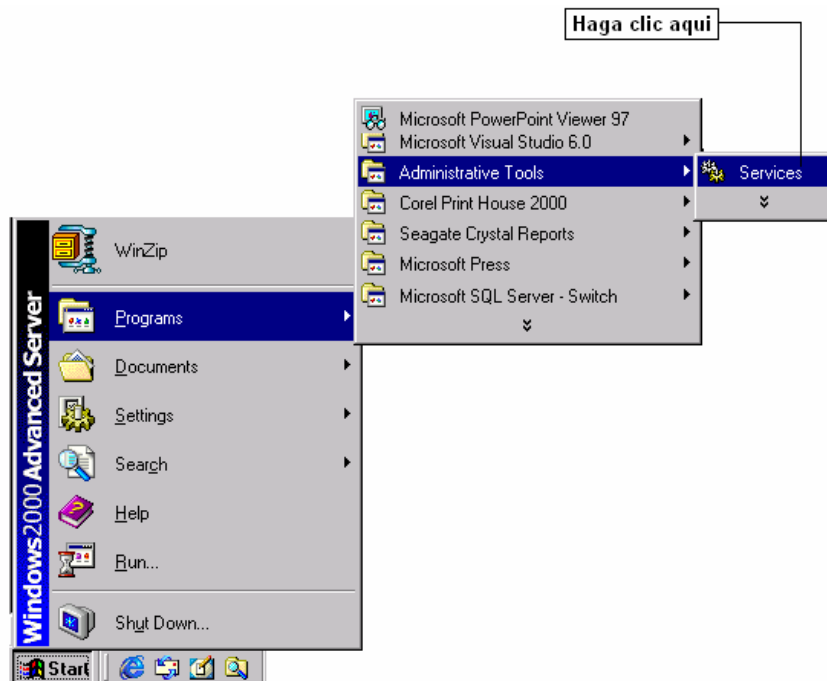 Haga clic aqui
Microsoft PowerPoint Viewer 97
Microsoft Visual Studio 6.0
Administrative Tools
Services
Corel Print House 2000
Seagate Crystal Reports
Microsoft Press
Microsoft SQL Server - Switch
WinZip
Programs
Documents
Settings
Search
Help
Run...
Shut Down...
Windows2000 Advanced Server
Start